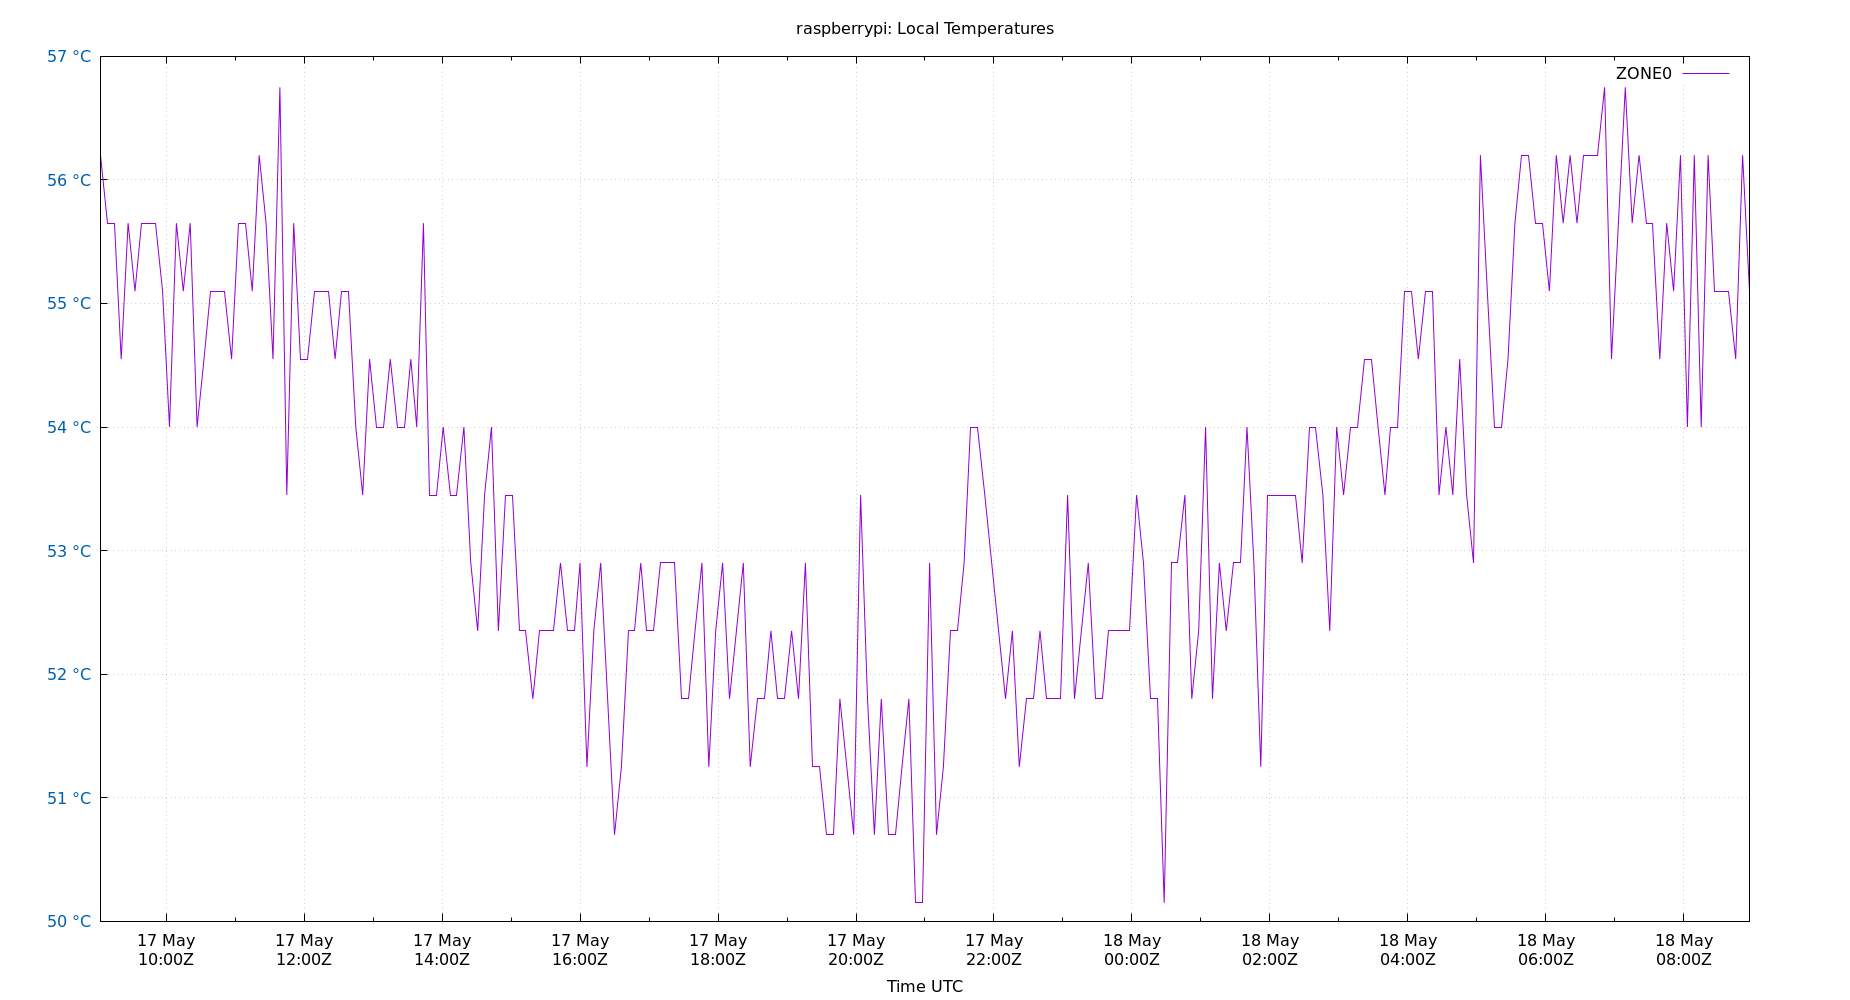 raspberrypi: Local Temperatures
57 °C
ZONE0
56 °C
55 °C
54 °C
53 °C
52 °C
51 °C
50 °C
17 May 17 May 17 May 17 May 17 May 17 May 17 May 18 May 18 May 18 May 18 May 18 May
10:00Z 12:00Z 14:00Z 16:00Z 18:00Z 20:00Z 22:00Z 00:00Z 02:00Z 04:00Z 06:00Z 08:00Z
Time UTC